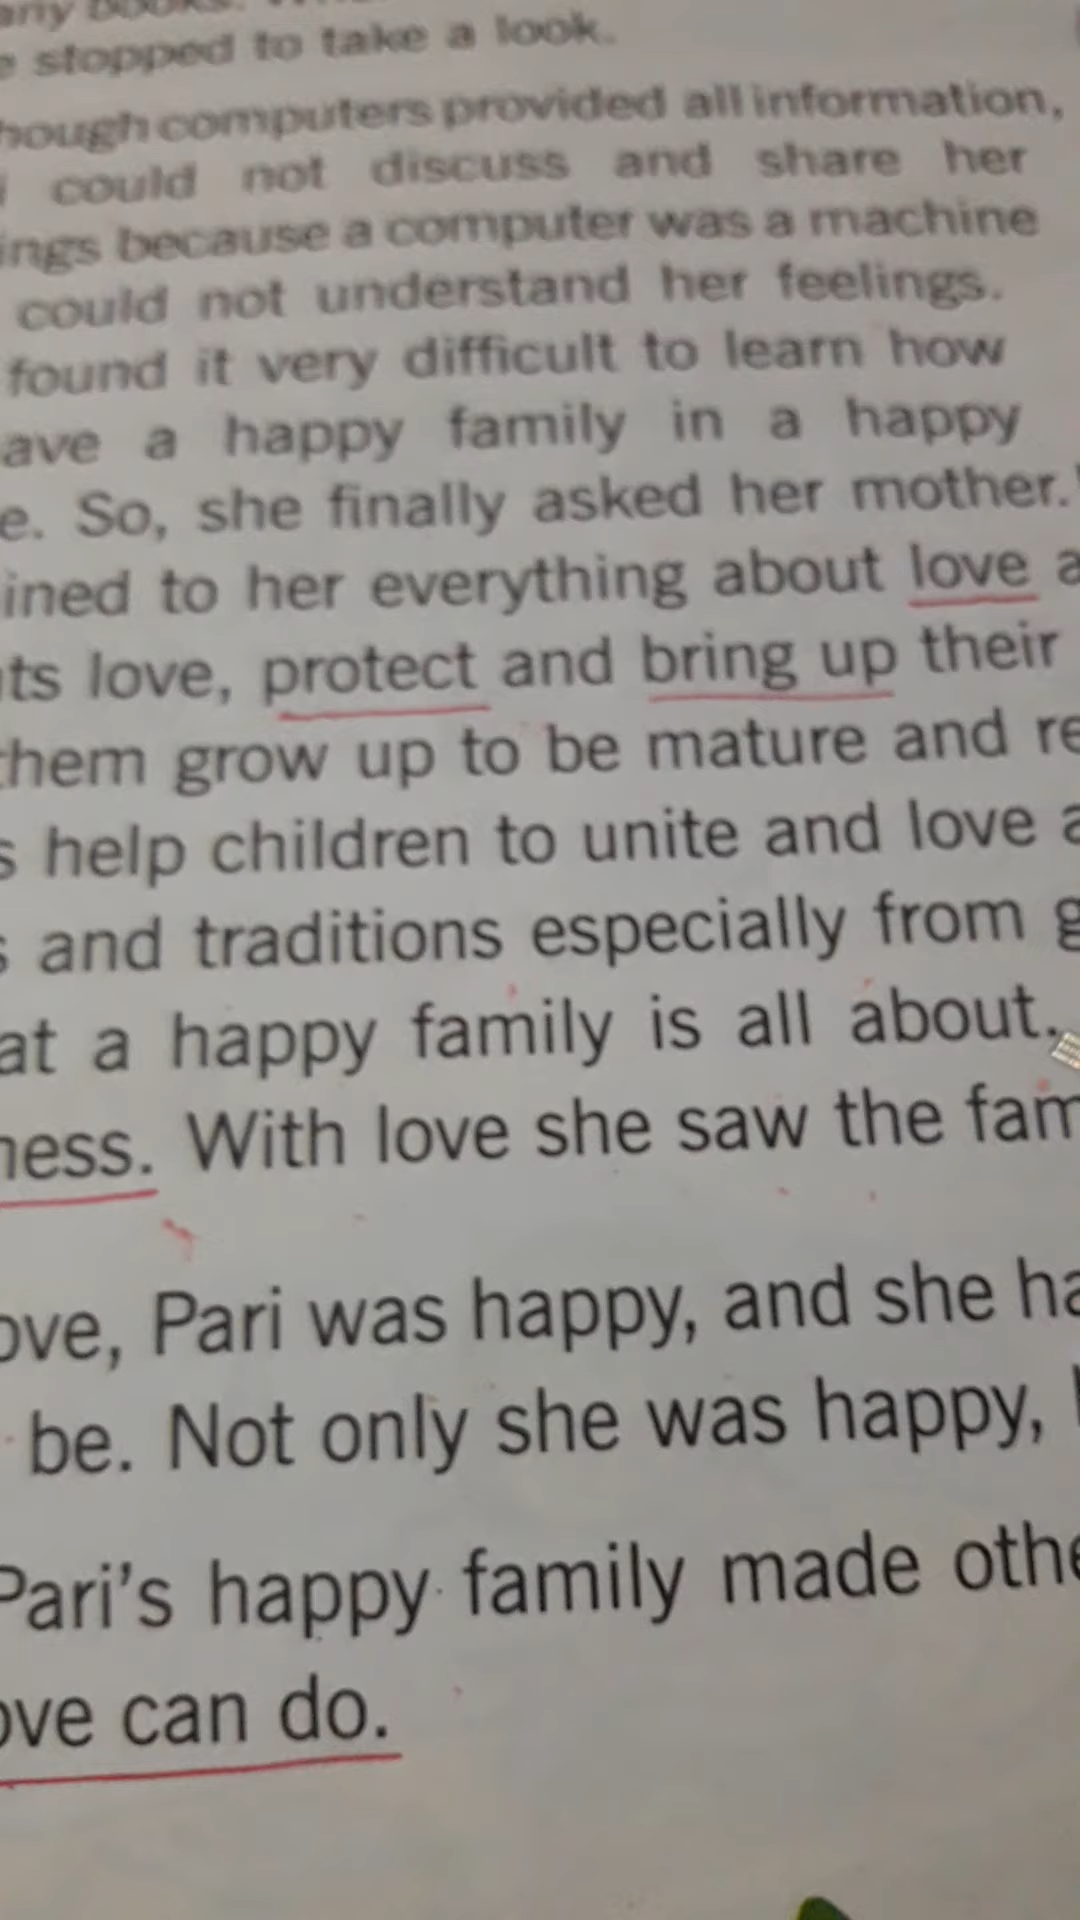 any books.
stopped to take a look.
hough computers provided all information,
could not discuss and share her
ings because a computer was a machine
could not understand her feelings.
found it very difficult to learn how
ave a happy family in a happy
e. So, she finally asked her mother.
ined to her everything about love a
ts love, protect and bring up their
them grow up to be mature and re
s help children to unite and love a
s and traditions especially from g
at a happy family is all about.
ness. With love she saw the fam
ove, Pari was happy, and she ha
be. Not only she was happy,
Pari's happy family made othe
ove can do.